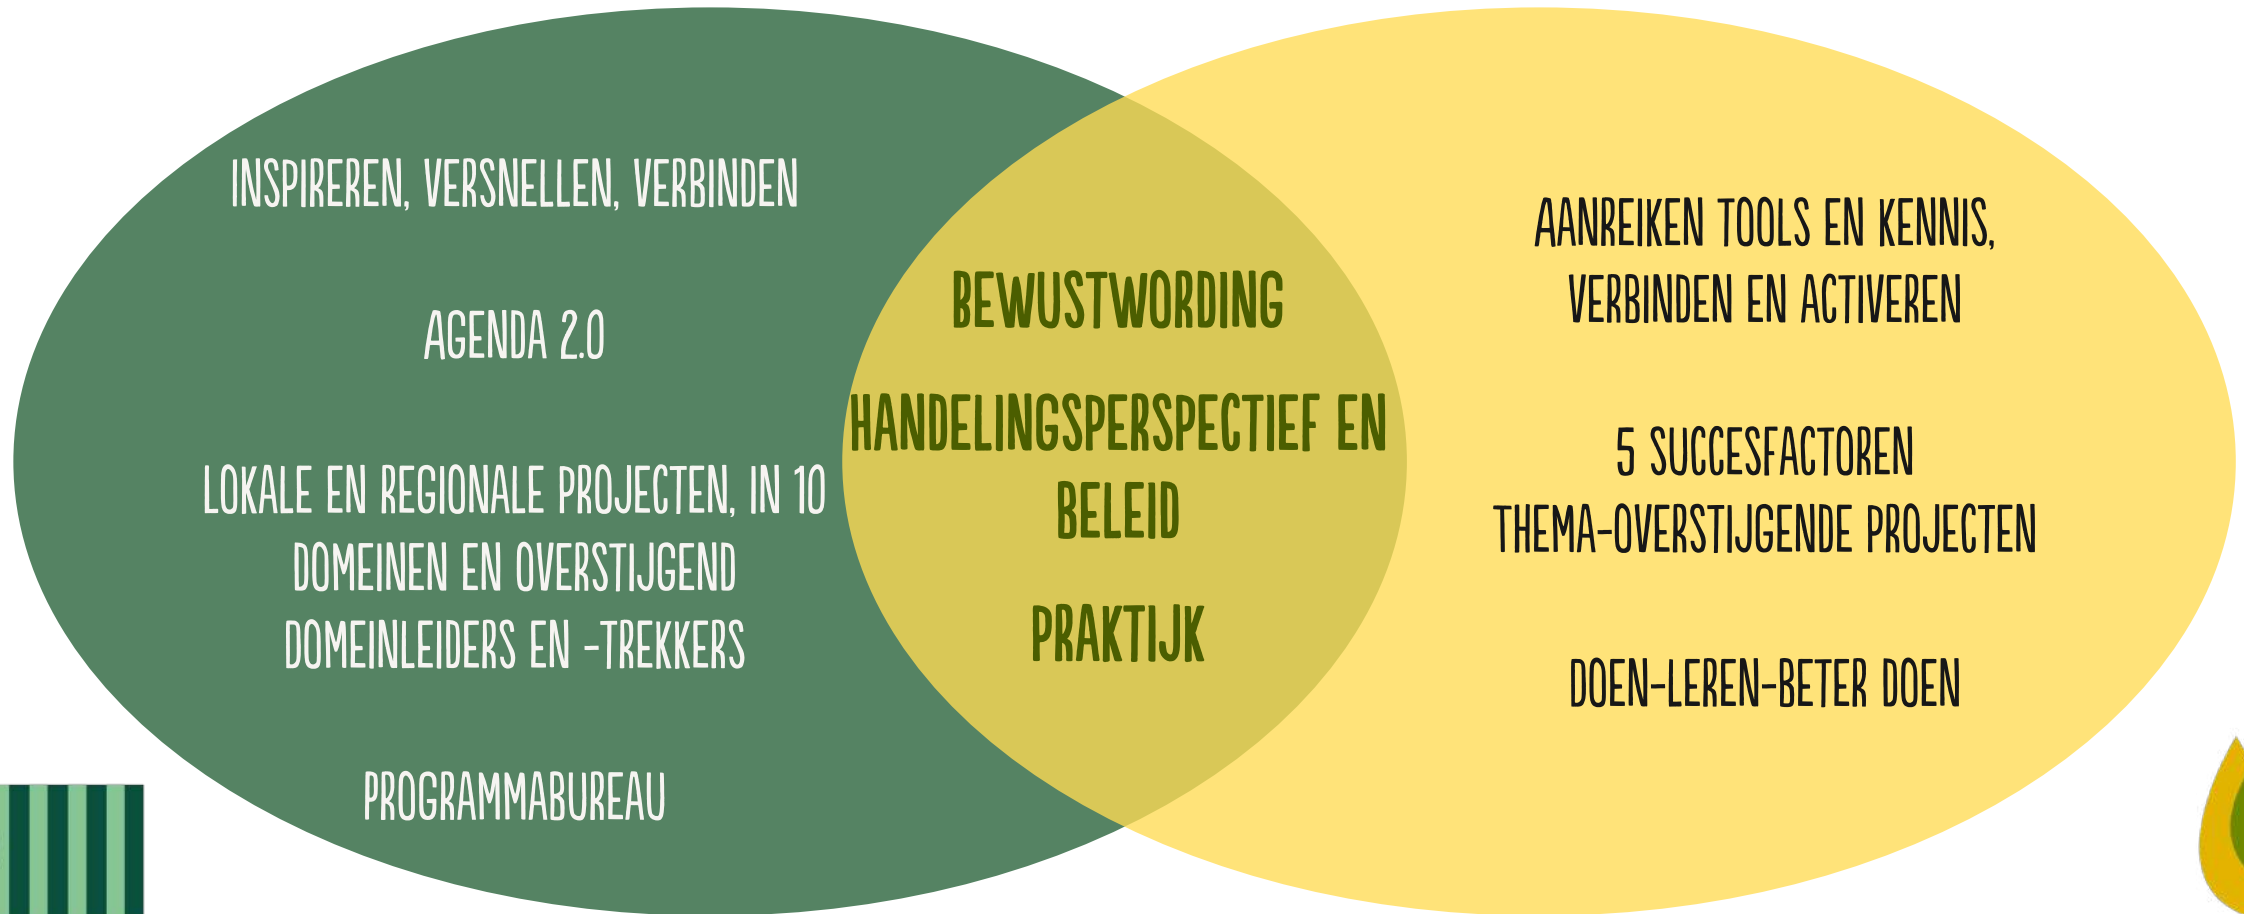 INSPIREREN, VERSNELLEN, VERBINDEN
AGENDA 2.0
LOKALE EN REGIONALE PROJECTEN, IN 10
DOMEINEN EN OVERSTIJGEND
DOMEINLEIDERS EN -TREKKERS
PROGRAMMABUREAU
BEWUSTWORDING
HANDELINGSPERSPECTIEF EN
BELEID
PRAKTIJK
AANREIKEN TOOLS EN KENNIS,
VERBINDEN EN ACTIVEREN
5 SUCCESFACTOREN
THEMA-OVERSTIJGENDE PROJECTEN
DOEN-LEREN-BETER DOEN